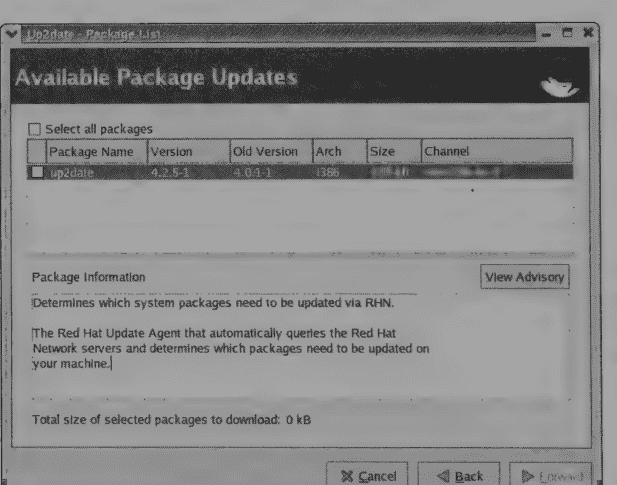 Up2date - Package List
Available Package Updates
Select all packages
Package Name Version Old Version Arch Size Channel
up2date 4.2.5-1 4.0.1-1 i386
Package Information
View Advisory
Determines which system packages need to be updated via RHN.
The Red Hat Update Agent that automatically queries the Red Hat
Network servers and determines which packages need to be updated on
your machine.
Total size of selected packages to download: 0 kB
Cancel Back Forward